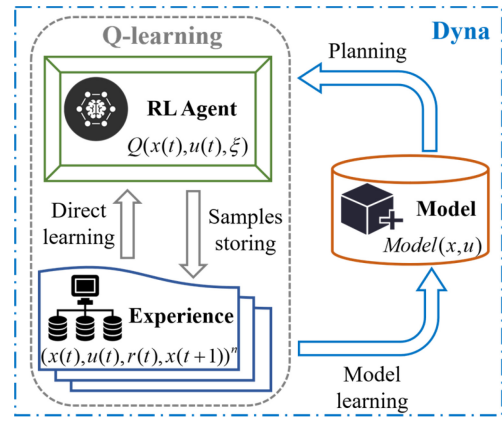 Q-learning
Dyna
Planning
RL Agent
Q(x(t),u(t),ξ)
Direct
learning
Samples
storing
Model
Model(x,u)
Experience
(x(t),u(t),r(t),x(t+1))ⁿ
Model
learning